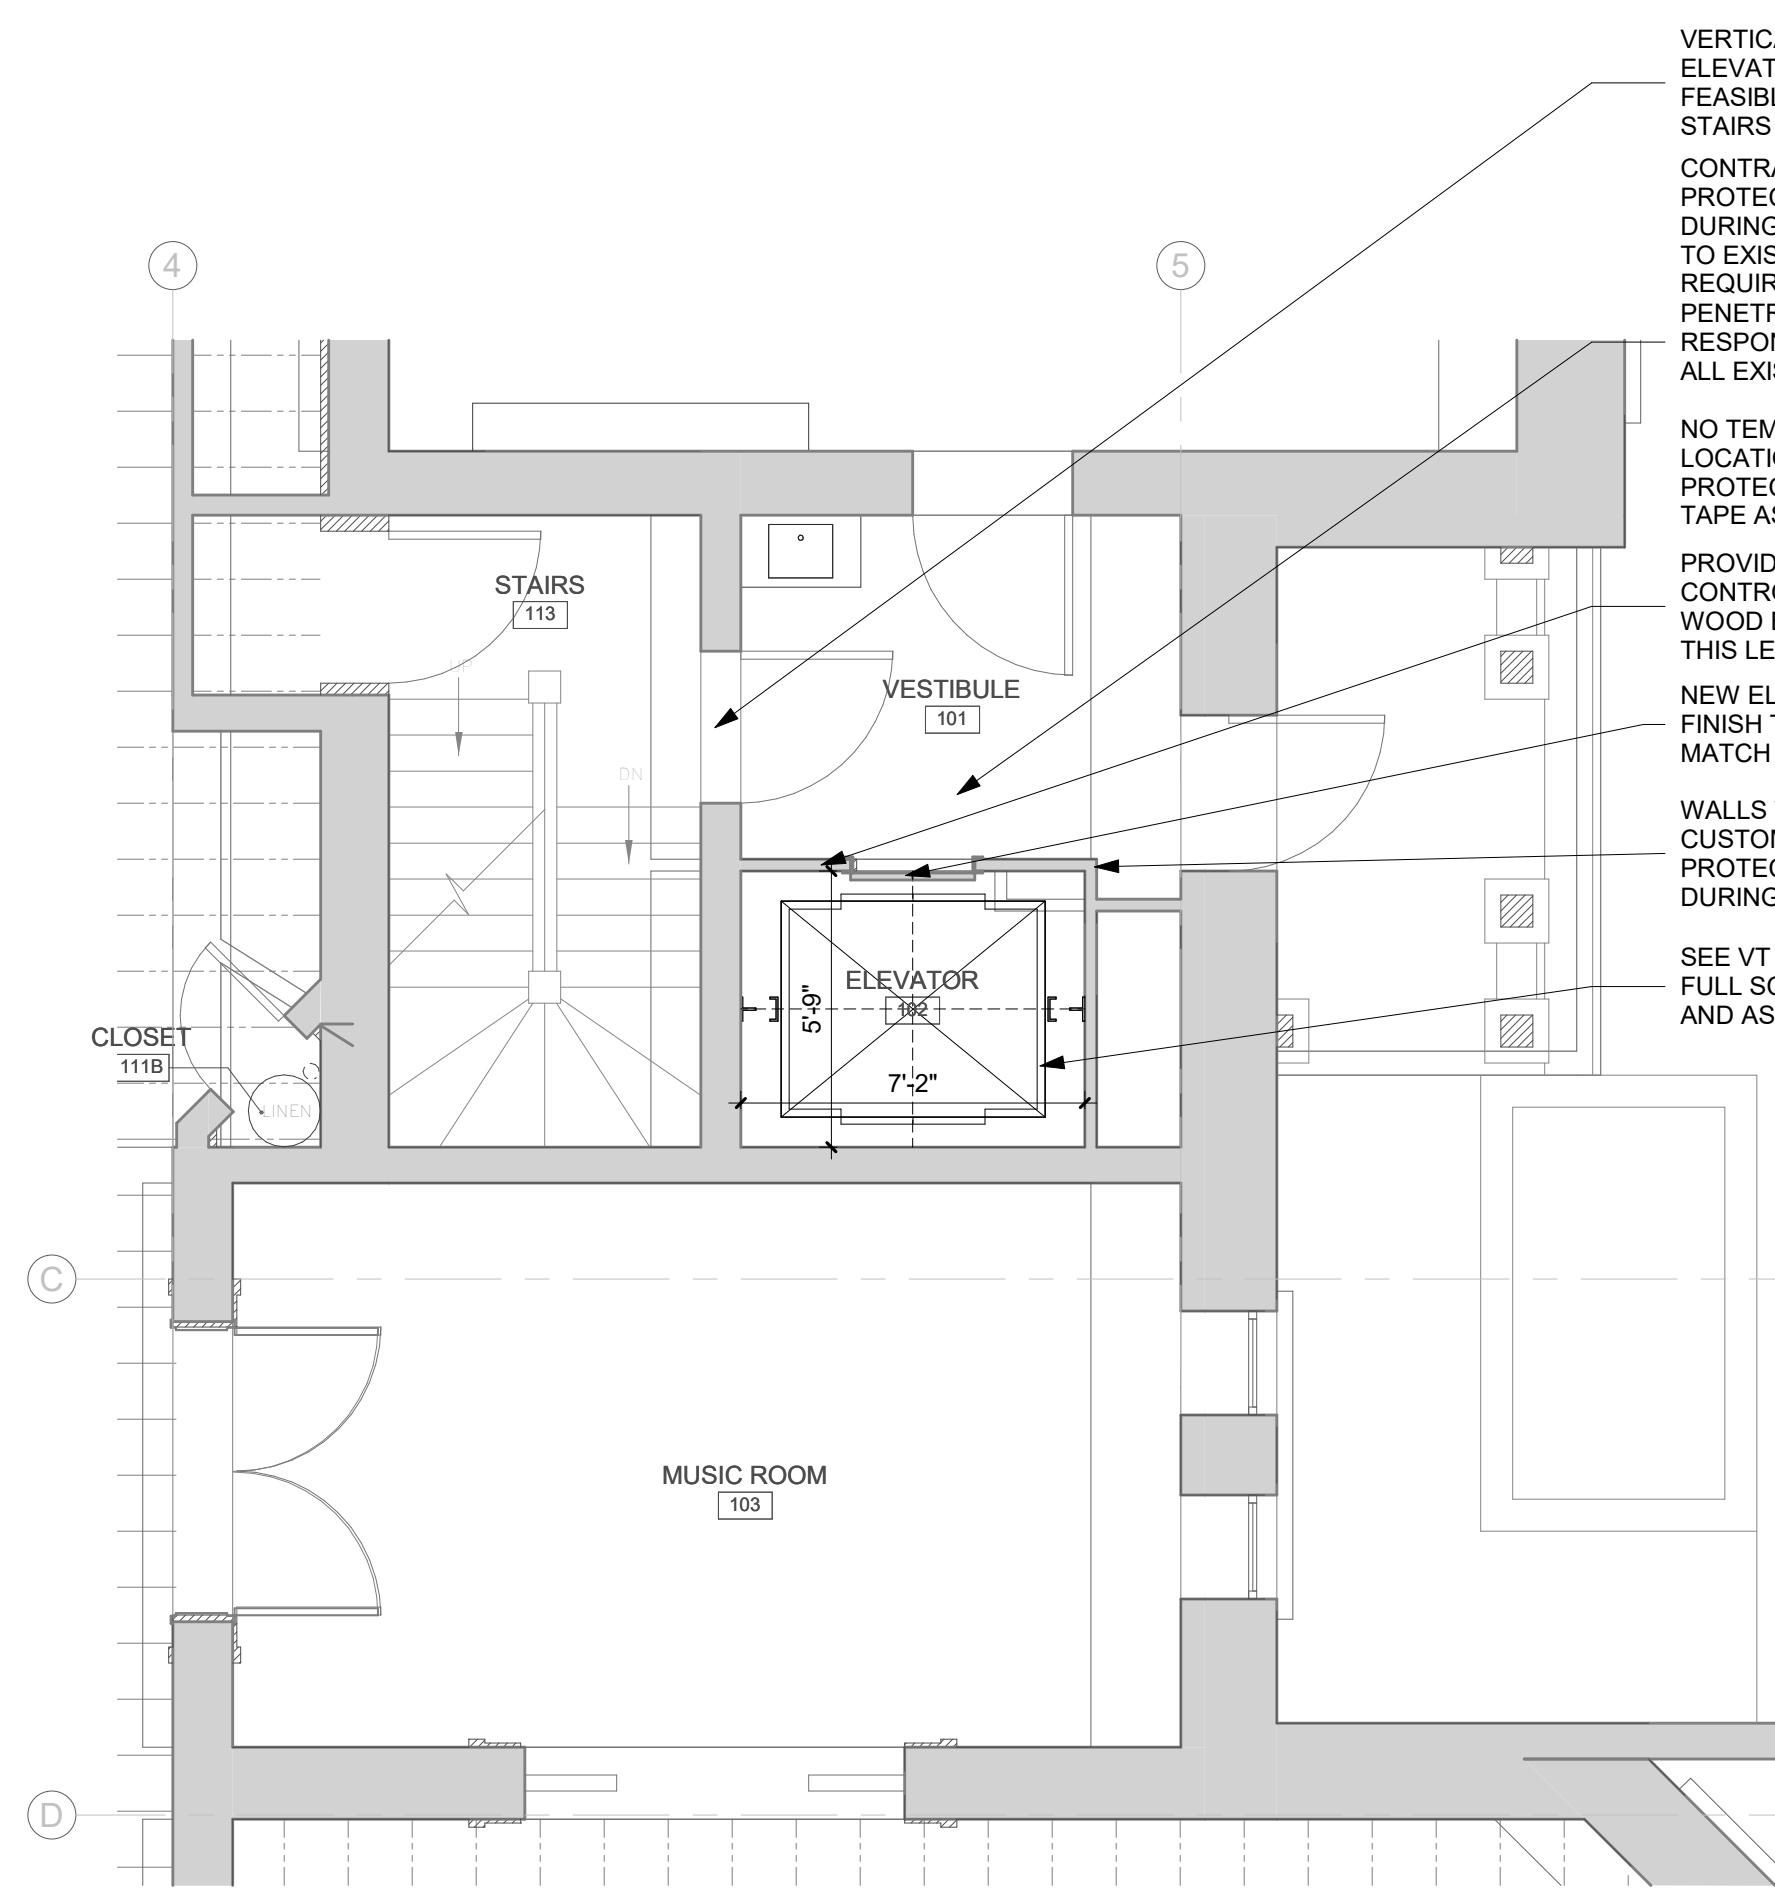 VERTICA
ELEVAT
FEASIBL
STAIRS
CONTRA
PROTEC
DURING
TO EXIS
REQUIR
PENETR
RESPON
ALL EXIS
NO TEM
LOCATIO
PROTEC
TAPE AS
PROVID
CONTRO
WOOD
THIS LE
NEW EL
FINISH T
MATCH
WALLS
CUSTOM
PROTEC
DURING
SEE VT
FULL SC
AND AS
4
5
STAIRS
113
UP
VESTIBULE
101
DN
ELEVATOR
102
5'-9"
7'-2"
CLOSET
111B
LINEN
C
MUSIC ROOM
103
D